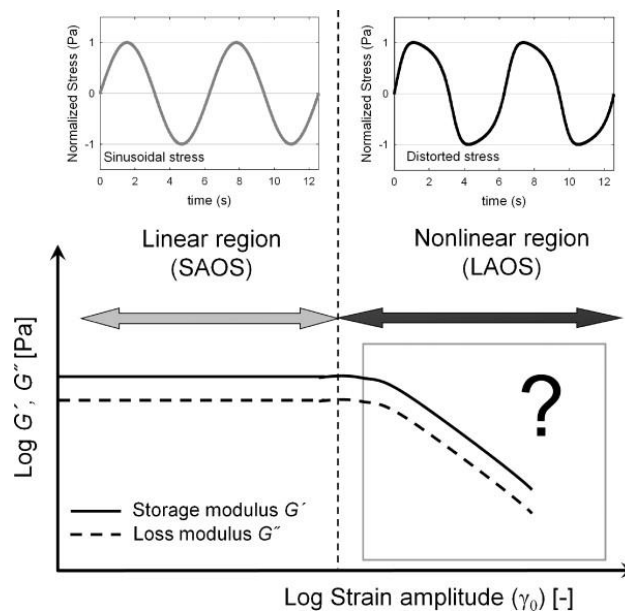 Normalized Stress (Pa)
1
0
-1
Sinusoidal stress
0 2 4 6 8 10 12
time (s)
Normalized Stress (Pa)
1
0
-1
Distorted stress
0 2 4 6 8 10 12
time (s)
Linear region
(SAOS)
Nonlinear region
(LAOS)
Log G′, G″ [Pa]
?
Storage modulus G′
Loss modulus G″
Log Strain amplitude (γ₀) [-]